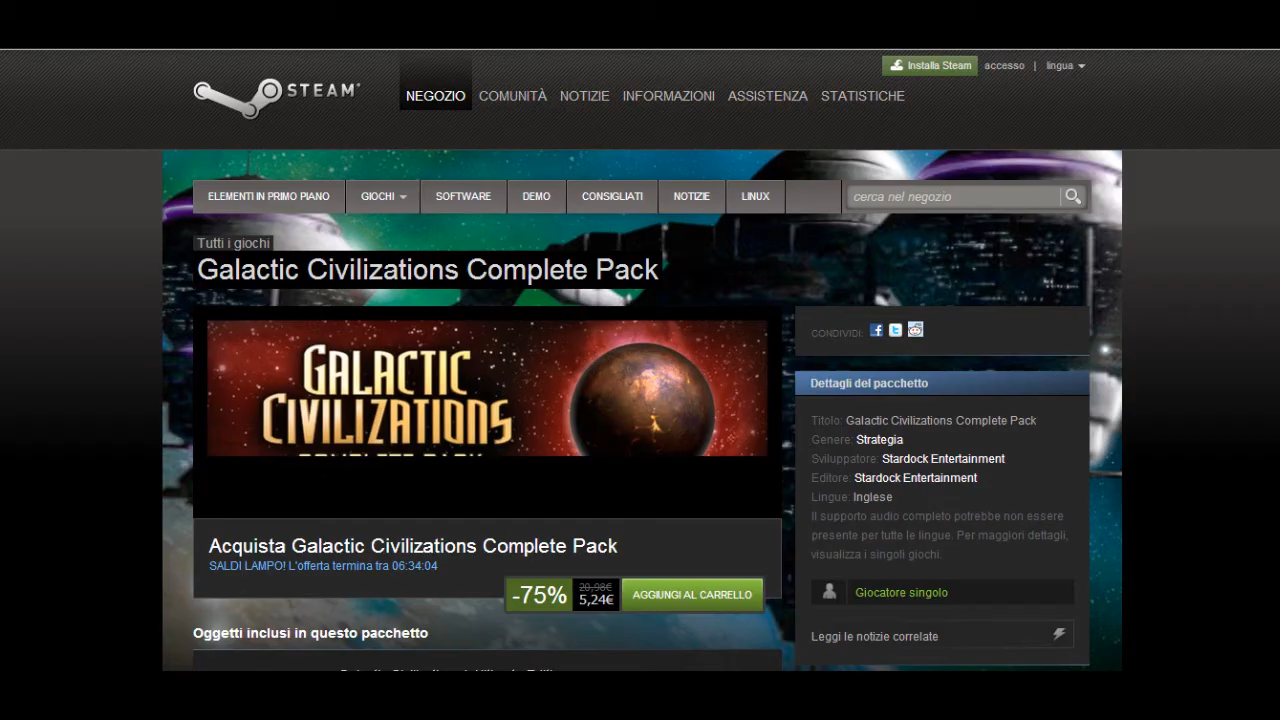 Installa Steam accesso | lingua
STEAM®
NEGOZIO COMUNITÀ NOTIZIE INFORMAZIONI ASSISTENZA STATISTICHE
ELEMENTI IN PRIMO PIANO GIOCHI SOFTWARE DEMO CONSIGLIATI NOTIZIE LINUX cerca nel negozio
Tutti i giochi
Galactic Civilizations Complete Pack
GALACTIC
CIVILIZATIONS
COMPLETE PACK
CONDIVIDI:
Dettagli del pacchetto
Titolo: Galactic Civilizations Complete Pack
Genere: Strategia
Sviluppatore: Stardock Entertainment
Editore: Stardock Entertainment
Lingue: Inglese
Il supporto audio completo potrebbe non essere
presente per tutte le lingue. Per maggiori dettagli,
visualizza i singoli giochi.
Giocatore singolo
Leggi le notizie correlate
Acquista Galactic Civilizations Complete Pack
SALDI LAMPO! L'offerta termina tra 06:34:04
-75% 20,98€
5,24€
AGGIUNGI AL CARRELLO
Oggetti inclusi in questo pacchetto